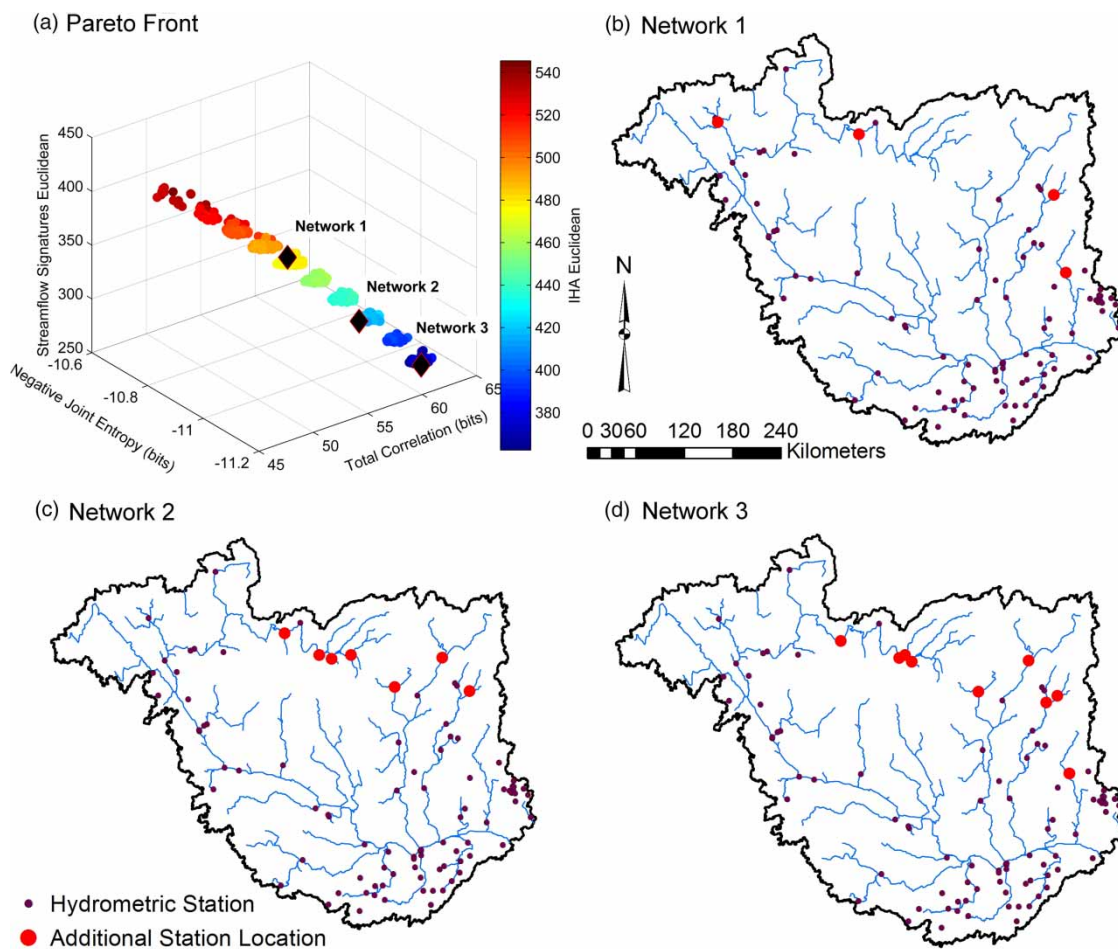 (a) Pareto Front
Streamflow Signatures Euclidean
450
400
350
300
250
-10.6
-10.8
-11
-11.2
Negative Joint Entropy (bits)
45
50
55
60
65
Total Correlation (bits)
Network 1
Network 2
Network 3
540
520
500
480
460
440
420
400
380
IHA Euclidean
(b) Network 1
N
0 3060 120 180 240
Kilometers
(c) Network 2
(d) Network 3
Hydrometric Station
Additional Station Location